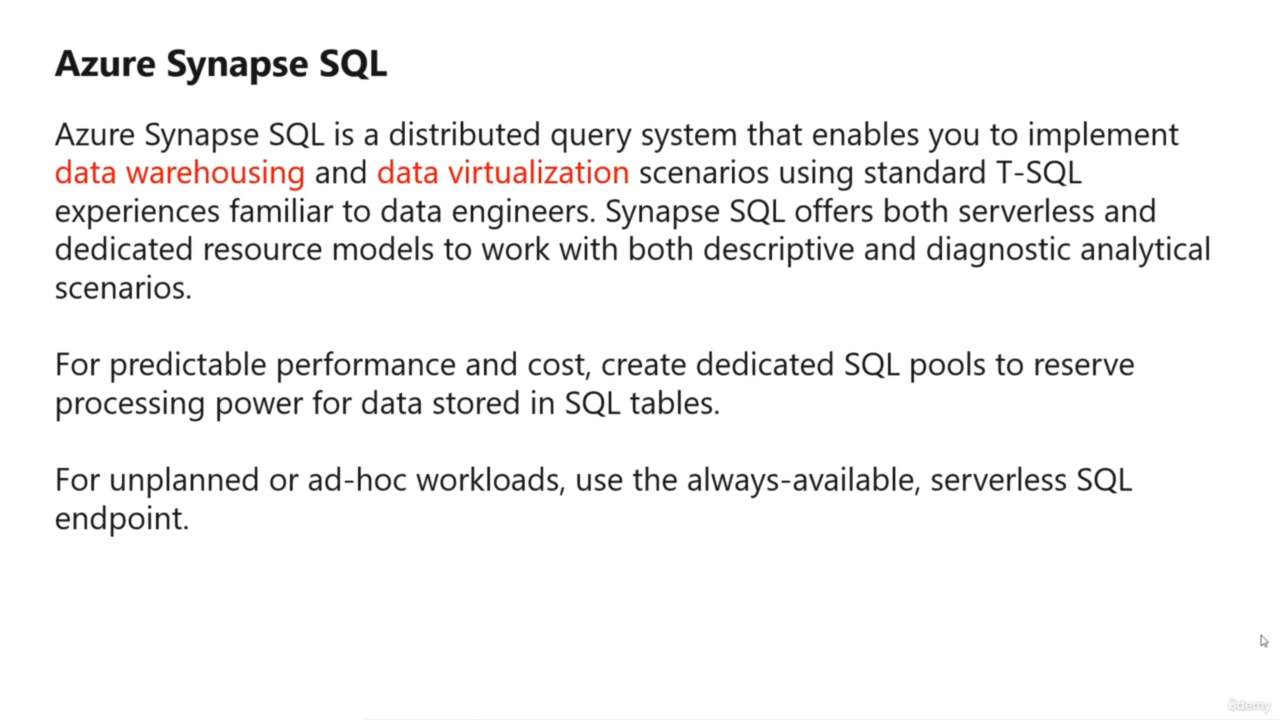 Azure Synapse SQL
Azure Synapse SQL is a distributed query system that enables you to implement
data warehousing and data virtualization scenarios using standard T-SQL
experiences familiar to data engineers. Synapse SQL offers both serverless and
dedicated resource models to work with both descriptive and diagnostic analytical
scenarios.
For predictable performance and cost, create dedicated SQL pools to reserve
processing power for data stored in SQL tables.
For unplanned or ad-hoc workloads, use the always-available, serverless SQL
endpoint.
ûdemy